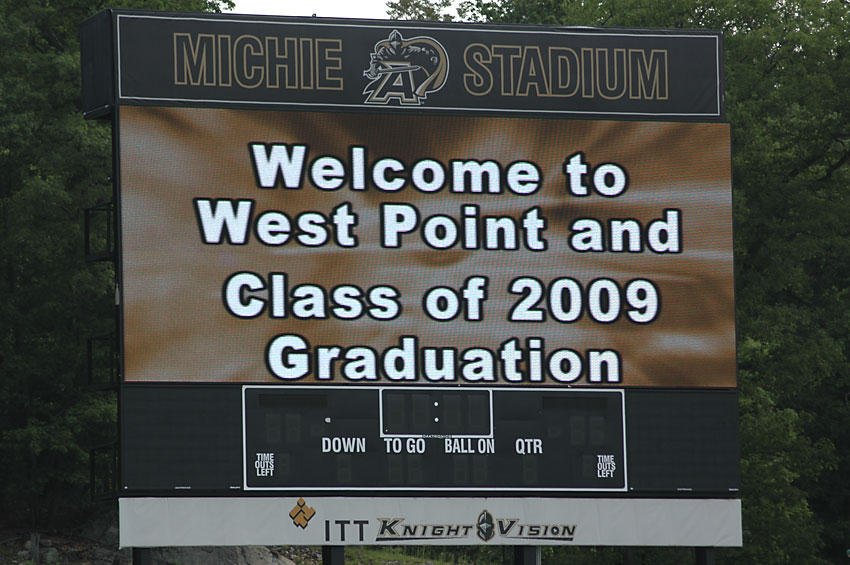 MICHIE A STADIUM
Welcome to
West Point and
Class of 2009
Graduation
:
DAKTRONICS
DOWN TO GO BALL ON QTR
TIME
OUTS
LEFT
TIME
OUTS
LEFT
ITT KNIGHT VISION